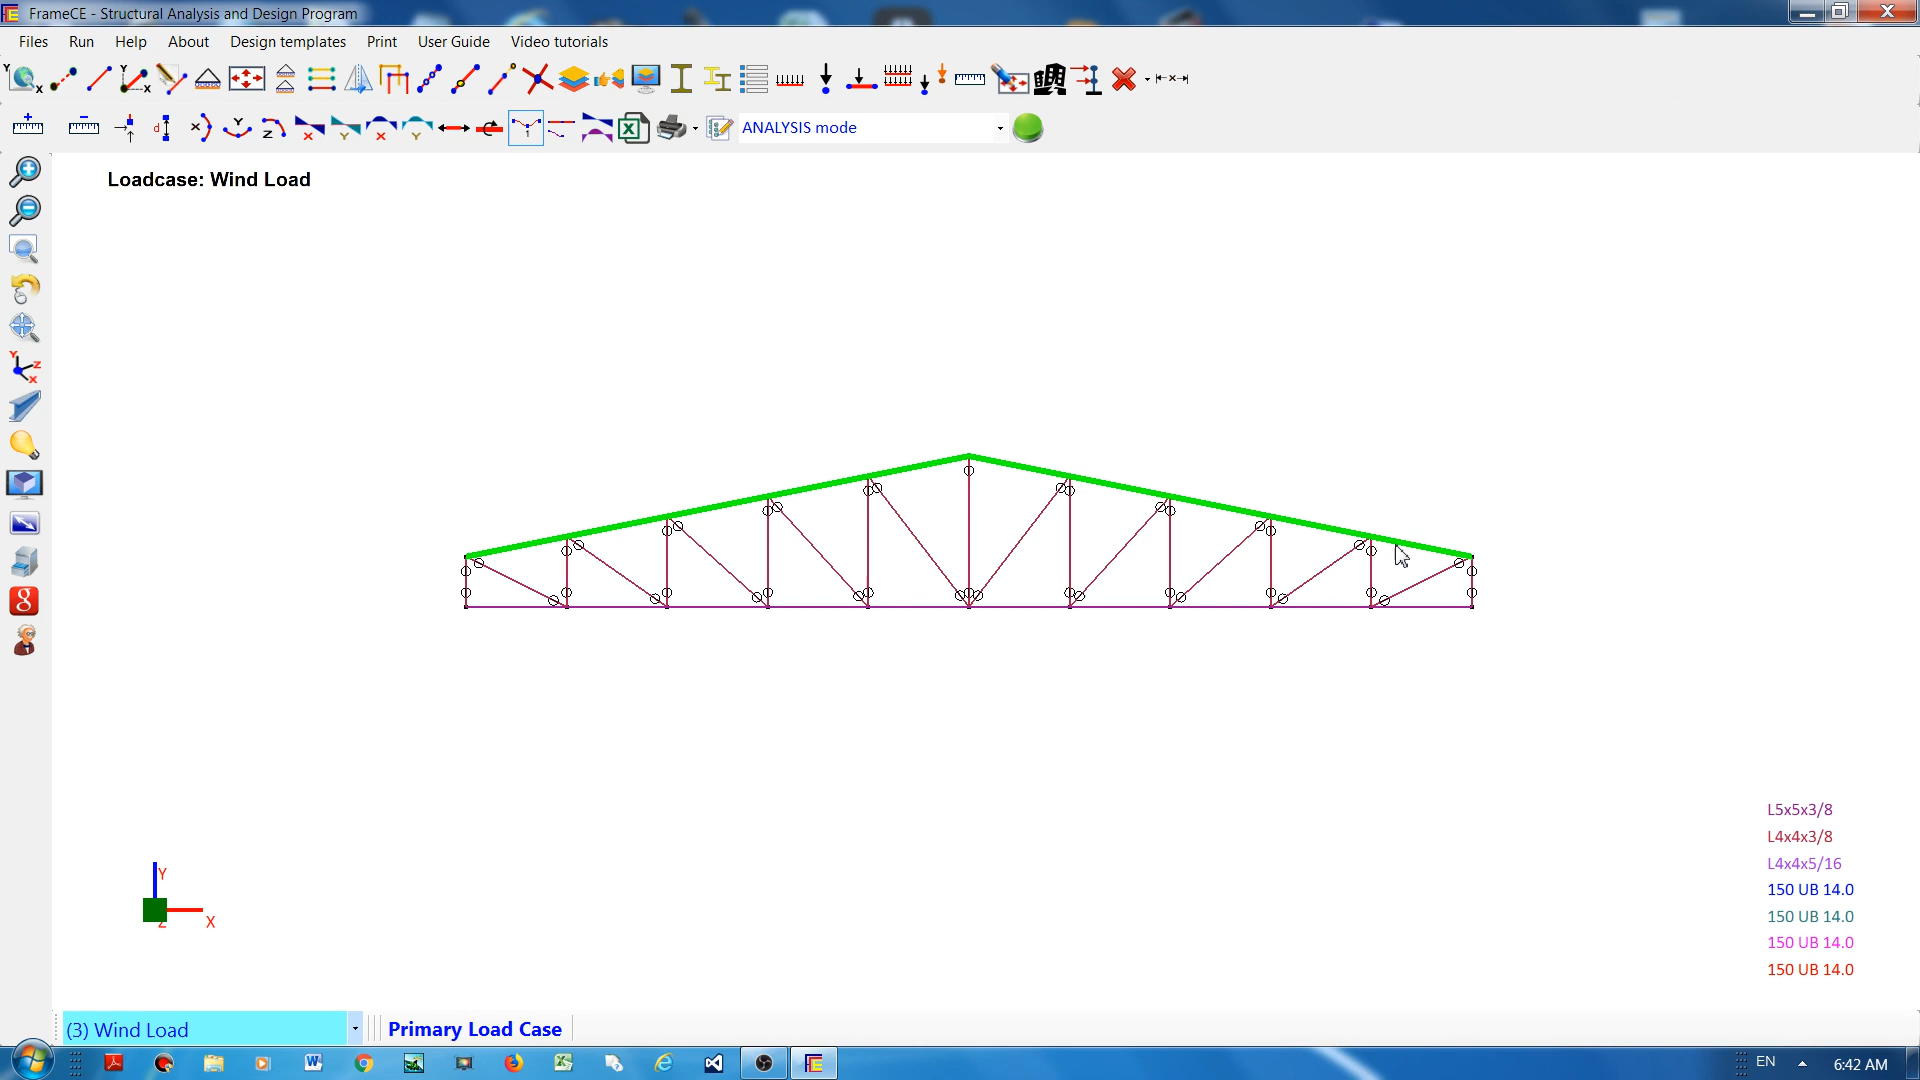 FrameCE - Structural Analysis and Design Program
Files Run Help About Design templates Print User Guide Video tutorials
ANALYSIS mode
Loadcase: Wind Load
L5x5x3/8
L4x4x3/8
L4x4x5/16
150 UB 14.0
150 UB 14.0
150 UB 14.0
150 UB 14.0
Y
Z
X
(3) Wind Load
Primary Load Case
EN
6:42 AM